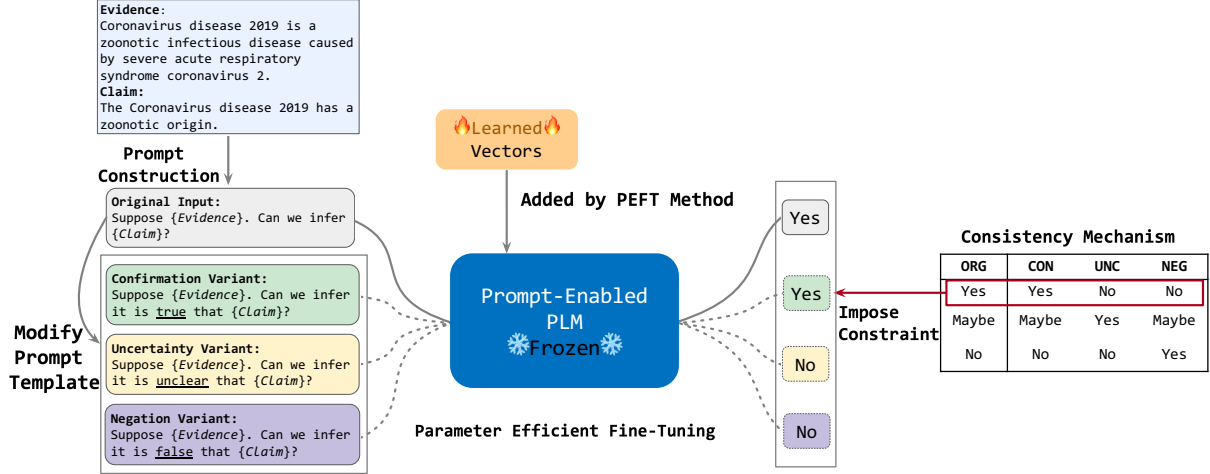 Evidence:
Coronavirus disease 2019 is a
zoonotic infectious disease caused
by severe acute respiratory
syndrome coronavirus 2.
Claim:
The Coronavirus disease 2019 has a
zoonotic origin.
Prompt
Construction
Original Input:
Suppose {Evidence}. Can we infer
{Claim}?
Confirmation Variant:
Suppose {Evidence}. Can we infer
it is true that {Claim}?
Uncertainty Variant:
Suppose {Evidence}. Can we infer
it is unclear that {Claim}?
Negation Variant:
Suppose {Evidence}. Can we infer
it is false that {Claim}?
Modify
Prompt
Template
Learned
Vectors
Added by PEFT Method
Prompt-Enabled
PLM
Frozen
Parameter Efficient Fine-Tuning
Yes
Yes
No
No
Impose
Constraint
Consistency Mechanism
ORG CON UNC NEG
Yes Yes No No
Maybe Maybe Yes Maybe
No No No Yes